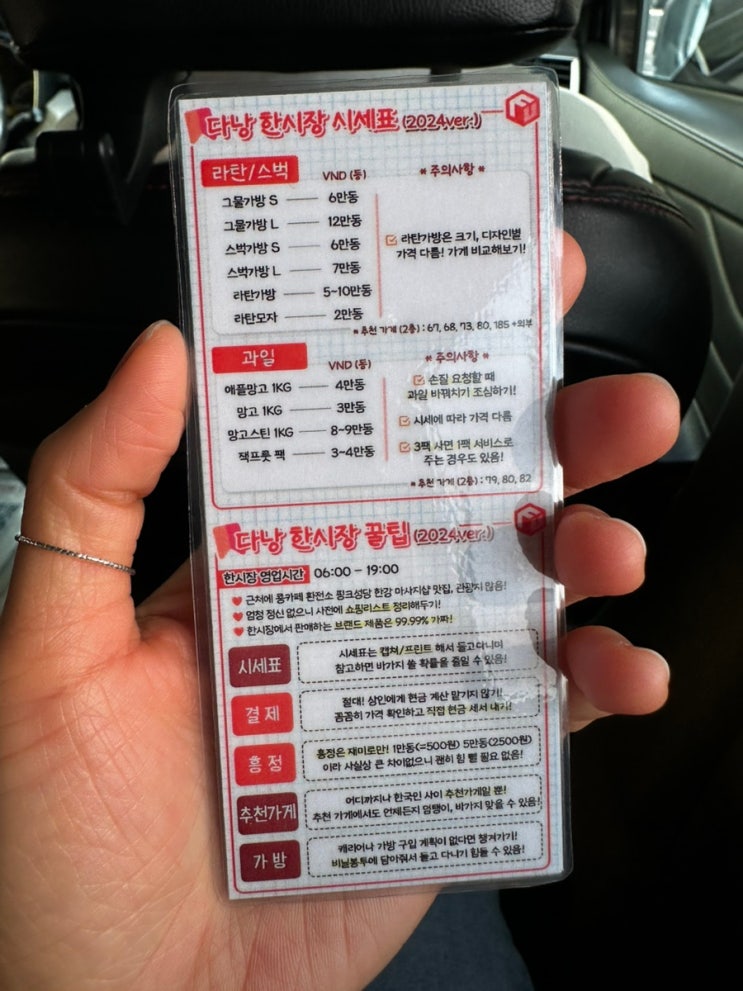 다낭 한시장 시세표 (2024ver.)
라탄/스벅 VND (동) * 주의사항 *
그물가방 S 6만동
그물가방 L 12만동
스벅가방 S 6만동
스벅가방 L 7만동
라탄가방 5~10만동
라탄모자 2만동
라탄가방은 크기, 디자인별
가격 다름! 가게 비교해보기!
* 추천 가게 (2층) : 67, 68, 73, 80, 185 +외부
과일 VND (동) * 주의사항 *
애플망고 1KG 4만동
망고 1KG 3만동
망고스틴 1KG 8~9만동
잭프룻 팩 3~4만동
손질 요청할 때
과일 바꿔치기 조심하기!
시세에 따라 가격 다름
3팩 사면 1팩 서비스로
주는 경우도 있음!
* 추천 가게 (2층) : 79, 80, 82
다낭 한시장 꿀팁 (2024ver.)
한시장 영업시간 06:00 - 19:00
♥ 근처에 콩카페 환전소 핑크성당 한강 마사지샵 맛집, 관광지 많음!
♥ 엄청 정신 없으니 사전에 쇼핑리스트 정리해두기!
♥ 한시장에서 판매하는 브랜드 제품은 99.99% 가짜!
시세표
시세표는 캡쳐/프린트 해서 들고다니며
참고하면 바가지 쓸 확률을 줄일 수 있음!
결제
절대! 상인에게 현금 계산 맡기지 않기!
꼼꼼히 가격 확인하고 직접 현금 세서 내기!
흥정
흥정은 재미로만! 1만동(=500원) 5만동(2500원)
이라 사실상 큰 차이없으니 괜히 힘 뺄 필요 없음!
추천가게
어디까지나 한국인 사이 추천가게일 뿐!
추천 가게에서도 언제든지 덤탱이, 바가지 맞을 수 있음!
가방
캐리어나 가방 구입 계획이 없다면 챙겨가기!
비닐봉투에 담아줘서 들고 다니기 힘들 수 있음!